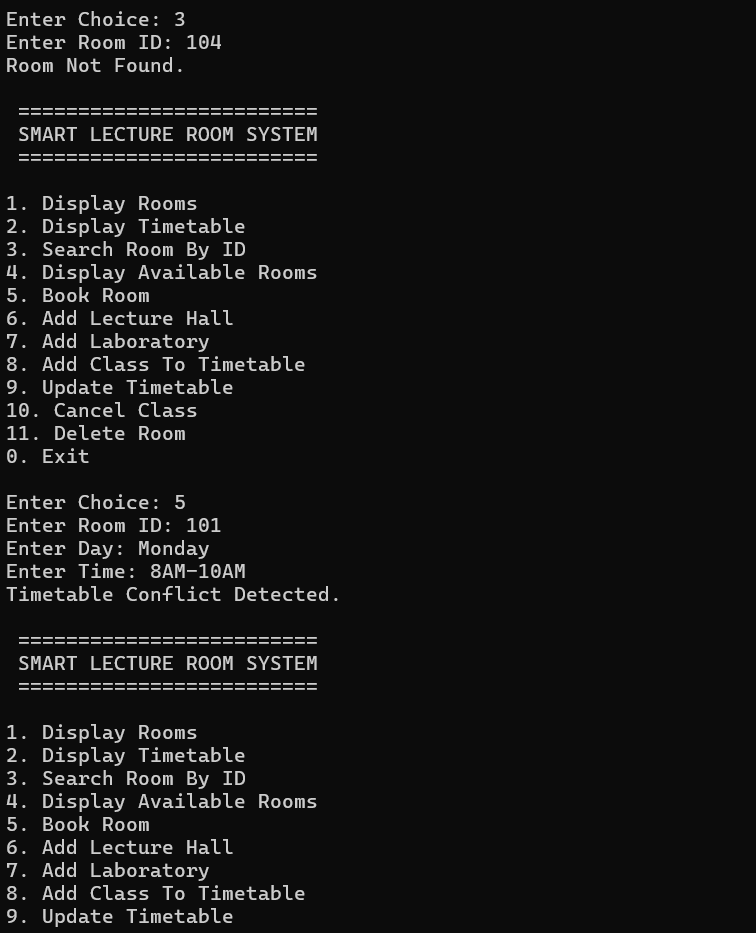 Enter Choice: 3
Enter Room ID: 104
Room Not Found.
=========================
SMART LECTURE ROOM SYSTEM
=========================
1. Display Rooms
2. Display Timetable
3. Search Room By ID
4. Display Available Rooms
5. Book Room
6. Add Lecture Hall
7. Add Laboratory
8. Add Class To Timetable
9. Update Timetable
10. Cancel Class
11. Delete Room
0. Exit
Enter Choice: 5
Enter Room ID: 101
Enter Day: Monday
Enter Time: 8AM-10AM
Timetable Conflict Detected.
=========================
SMART LECTURE ROOM SYSTEM
=========================
1. Display Rooms
2. Display Timetable
3. Search Room By ID
4. Display Available Rooms
5. Book Room
6. Add Lecture Hall
7. Add Laboratory
8. Add Class To Timetable
9. Update Timetable